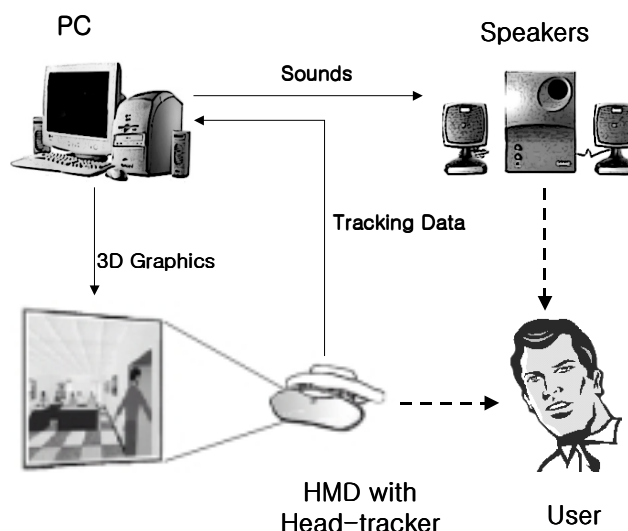 PC
Speakers
Sounds
Tracking Data
3D Graphics
HMD with
Head-tracker
User